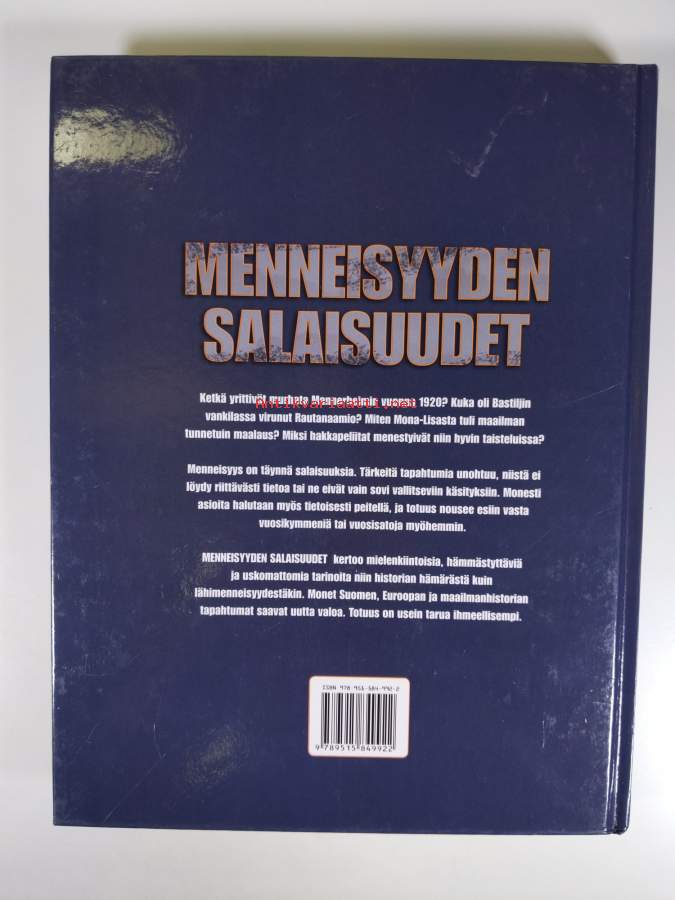 MENNEISYYDEN
SALAISUUDET
Ketkä yrittivät murhata Mannerheimin vuonna 1920? Kuka oli Bastiljin
Antikvariaatti.net
vankilassa virunut Rautanaamio? Miten Mona-Lisasta tuli maailman
tunnetuin maalaus? Miksi hakkapeliitat menestyivät niin hyvin taisteluissa?
Menneisyys on täynnä salaisuuksia. Tärkeitä tapahtumia unohtuu, niistä ei
löydy riittävästi tietoa tai ne eivät vain sovi vallitseviin käsityksiin. Monesti
asioita halutaan myös tietoisesti peitellä, ja totuus nousee esiin vasta
vuosikymmeniä tai vuosisatoja myöhemmin.
MENNEISYYDEN SALAISUUDET kertoo mielenkiintoisia, hämmästyttäviä
ja uskomattomia tarinoita niin historian hämärästä kuin
lähimenneisyydestäkin. Monet Suomen, Euroopan ja maailmanhistorian
tapahtumat saavat uutta valoa. Totuus on usein tarua ihmeellisempi.
ISBN 978-951-584-992-2
9 789515 849922